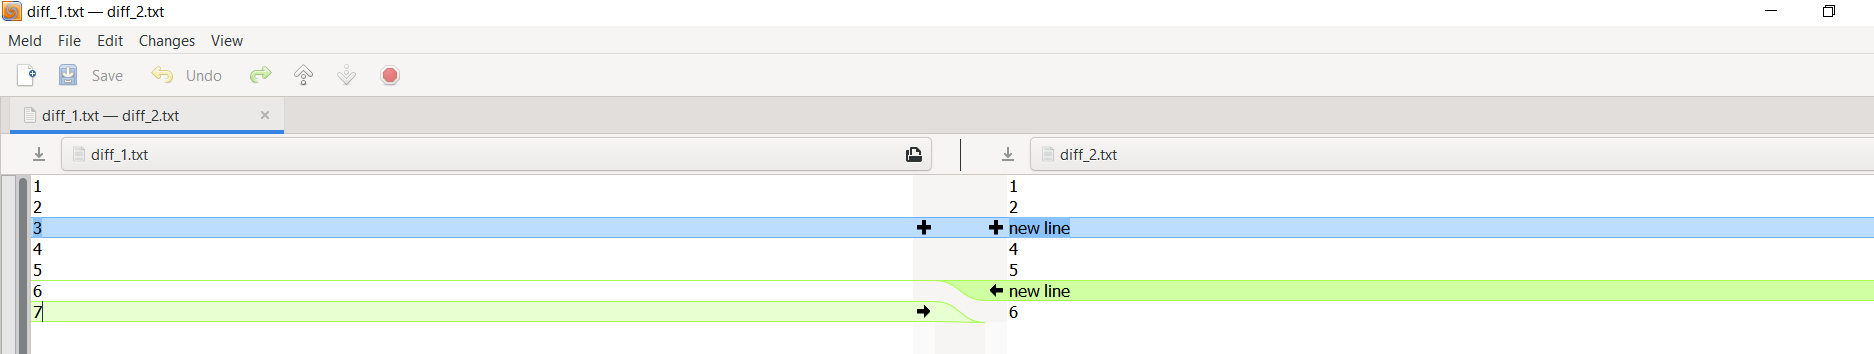 diff_1.txt — diff_2.txt
Meld File Edit Changes View
Save Undo
diff_1.txt — diff_2.txt
diff_1.txt
1
2
3
4
5
6
7
diff_2.txt
1
2
new line
4
5
new line
6